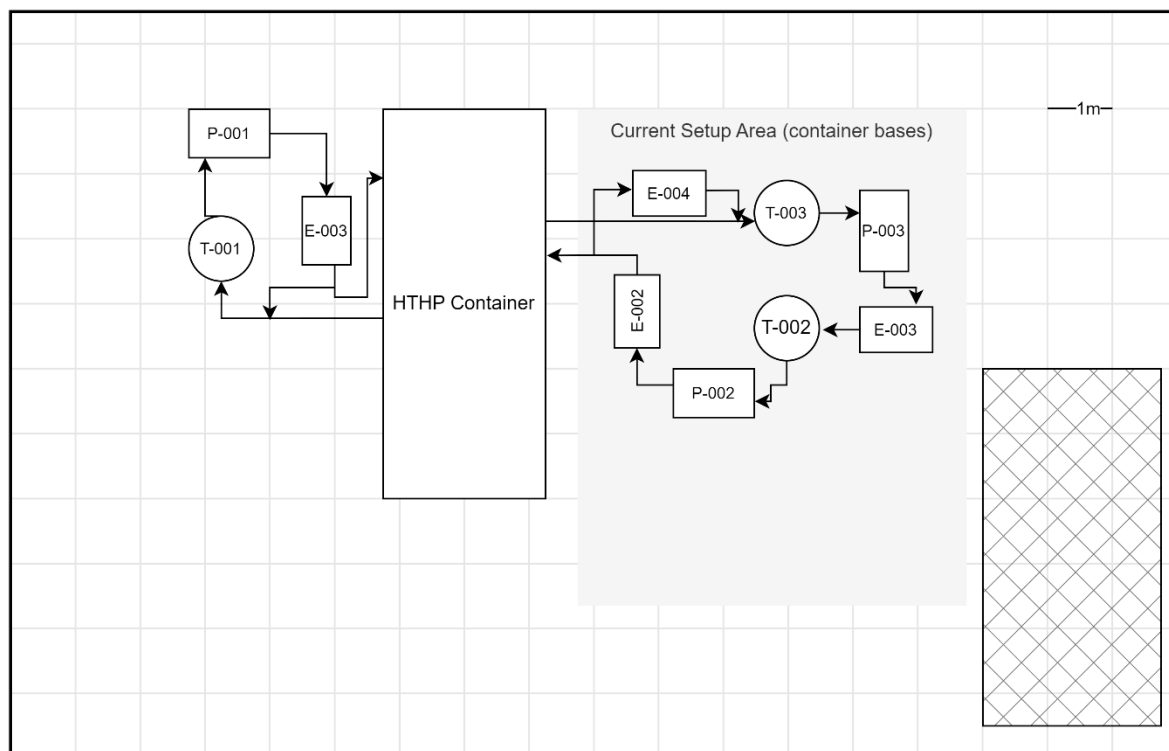 1m
P-001
Current Setup Area (container bases)
E-004
T-003
P-003
E-003
T-001
HTHP Container
E-002
T-002
E-003
P-002